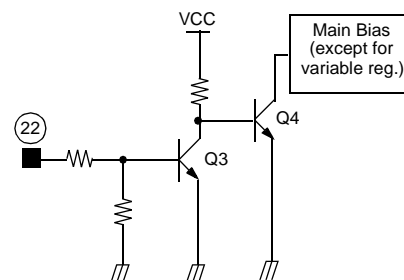 VCC
Main Bias
(except for
variable reg.)
22
Q3
Q4